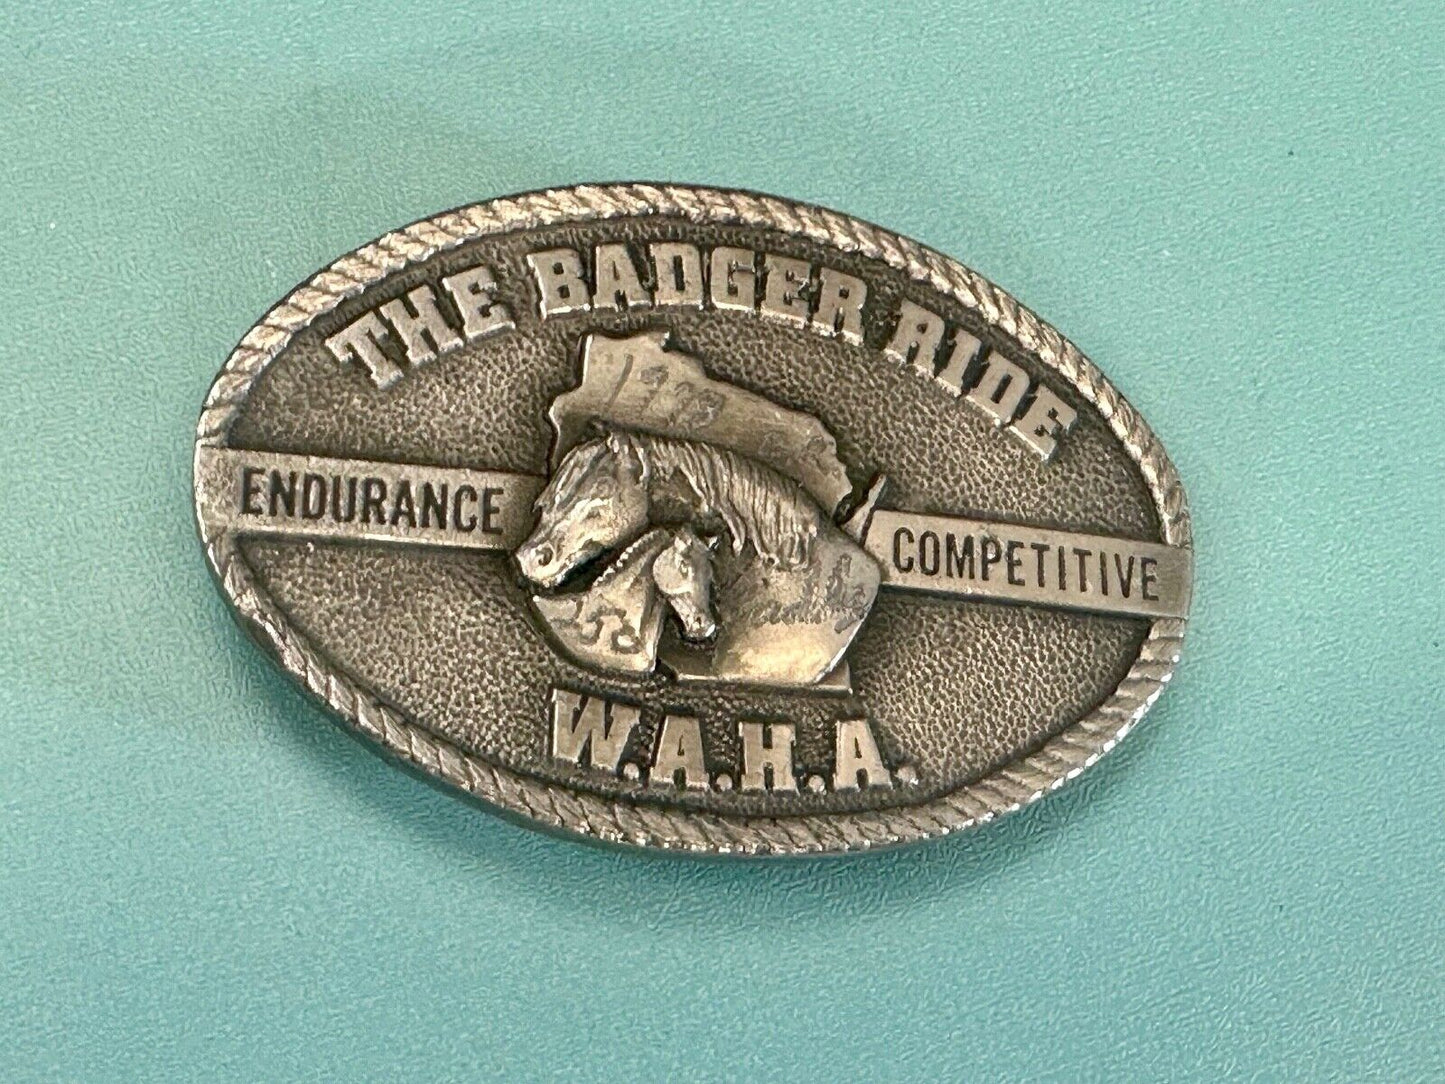 THE BADGER RIDE
ENDURANCE
COMPETITIVE
W.A.H.A.